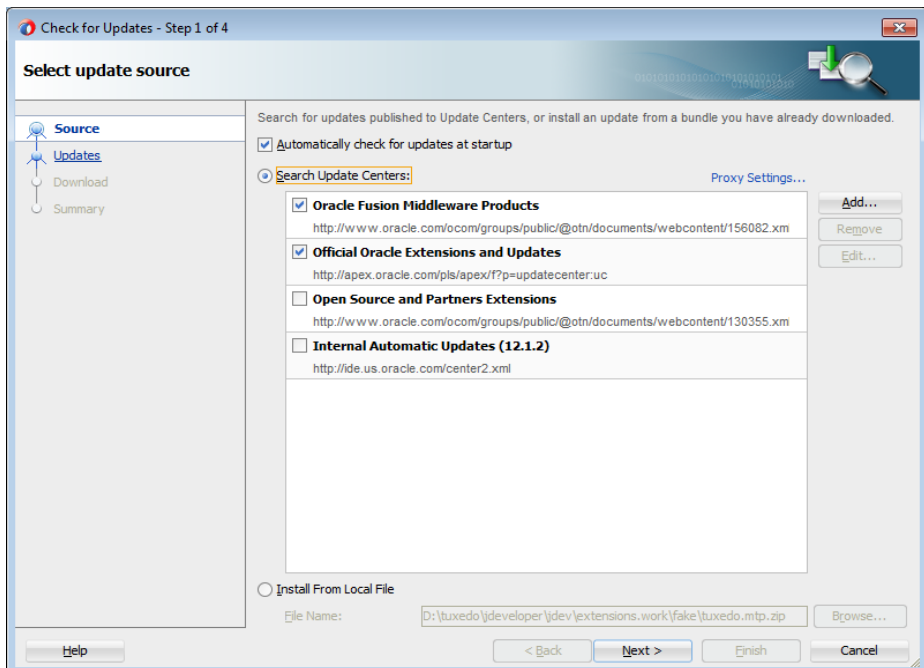 Check for Updates - Step 1 of 4
Select update source
010101010101010101010101
01010101010
Source
Updates
Download
Summary
Search for updates published to Update Centers, or install an update from a bundle you have already downloaded.
Automatically check for updates at startup
Search Update Centers:
Proxy Settings...
Oracle Fusion Middleware Products
http://www.oracle.com/ocom/groups/public/@otn/documents/webcontent/156082.xml
Official Oracle Extensions and Updates
http://apex.oracle.com/pls/apex/f?p=updatecenter:uc
Open Source and Partners Extensions
http://www.oracle.com/ocom/groups/public/@otn/documents/webcontent/130355.xml
Internal Automatic Updates (12.1.2)
http://ide.us.oracle.com/center2.xml
Add...
Remove
Edit...
Install From Local File
File Name:
D:\tuxedo\jdeveloper\jdev\extensions.work\fake\tuxedo.mtp.zip
Browse...
Help
< Back
Next >
Finish
Cancel